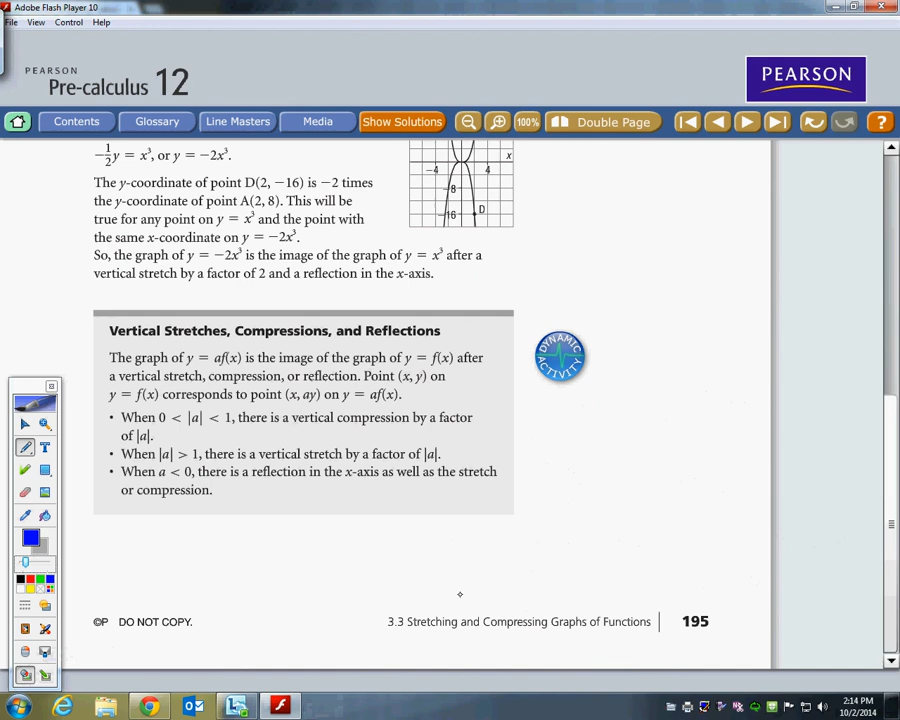 Adobe Flash Player 10
File View Control Help
PEARSON
Pre-calculus 12
PEARSON
Contents Glossary Line Masters Media Show Solutions 100% Double Page ?
-1/2y = x³, or y = −2x³.
The y-coordinate of point D(2, −16) is −2 times
the y-coordinate of point A(2, 8). This will be
true for any point on y = x³ and the point with
the same x-coordinate on y = −2x³.
So, the graph of y = −2x³ is the image of the graph of y = x³ after a
vertical stretch by a factor of 2 and a reflection in the x-axis.
x
−4 4
−8
−16 D
Vertical Stretches, Compressions, and Reflections
The graph of y = af(x) is the image of the graph of y = f(x) after
a vertical stretch, compression, or reflection. Point (x, y) on
y = f(x) corresponds to point (x, ay) on y = af(x).
• When 0 < |a| < 1, there is a vertical compression by a factor
of |a|.
• When |a| > 1, there is a vertical stretch by a factor of |a|.
• When a < 0, there is a reflection in the x-axis as well as the stretch
or compression.
DYNAMIC
ACTIVITY
©P DO NOT COPY.
3.3 Stretching and Compressing Graphs of Functions 195
2:14 PM
10/2/2014